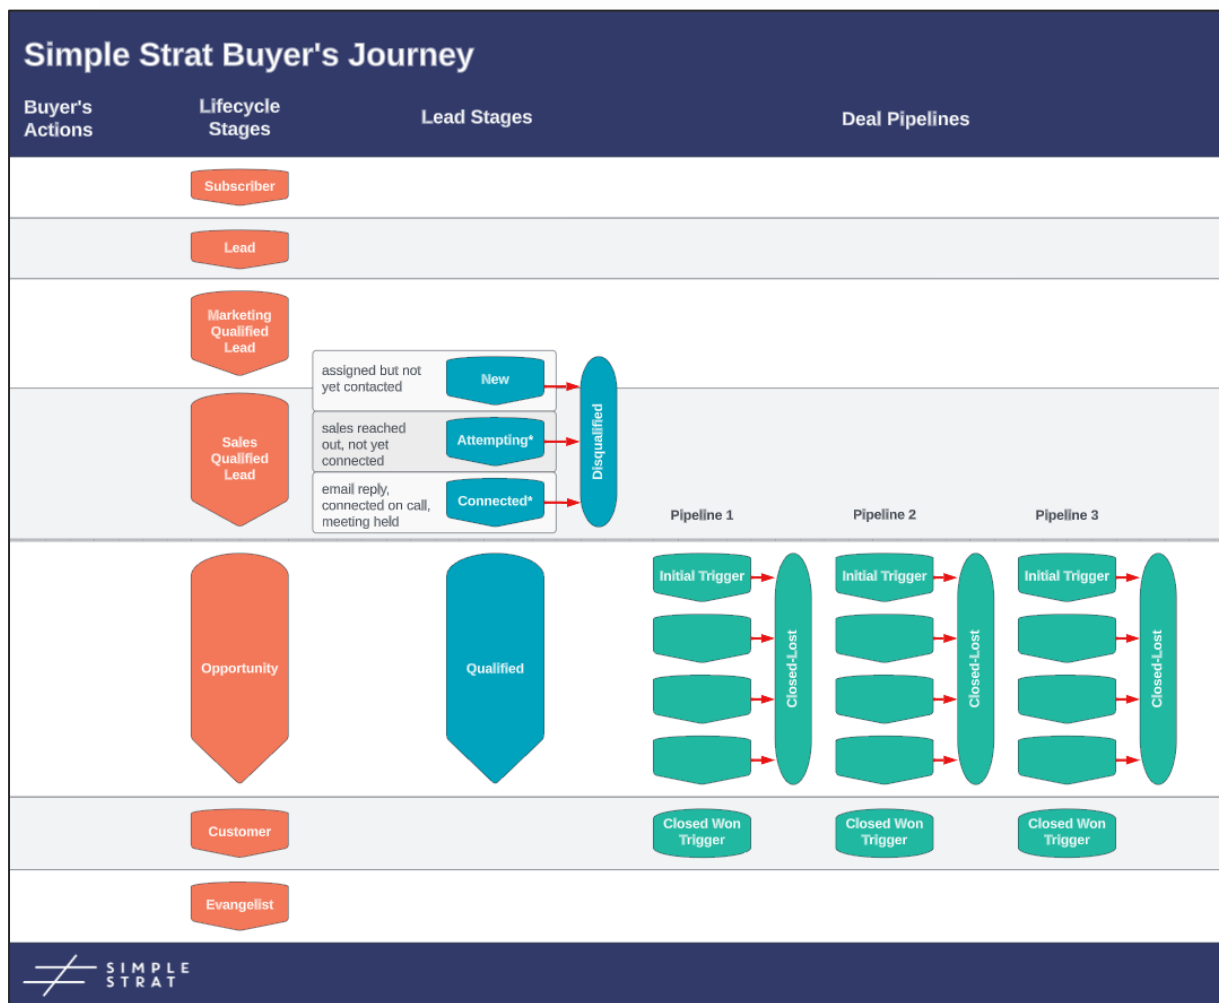 Simple Strat Buyer's Journey
Buyer's
Actions
Lifecycle
Stages
Lead Stages
Deal Pipelines
Subscriber
Lead
Marketing
Qualified
Lead
Sales
Qualified
Lead
assigned but not
yet contacted
New
sales reached
out, not yet
connected
Attempting*
email reply,
connected on call,
meeting held
Connected*
Disqualified
Pipeline 1
Pipeline 2
Pipeline 3
Opportunity
Qualified
Initial Trigger
Closed-Lost
Initial Trigger
Closed-Lost
Initial Trigger
Closed-Lost
Customer
Closed Won
Trigger
Closed Won
Trigger
Closed Won
Trigger
Evangelist
SIMPLE
STRAT